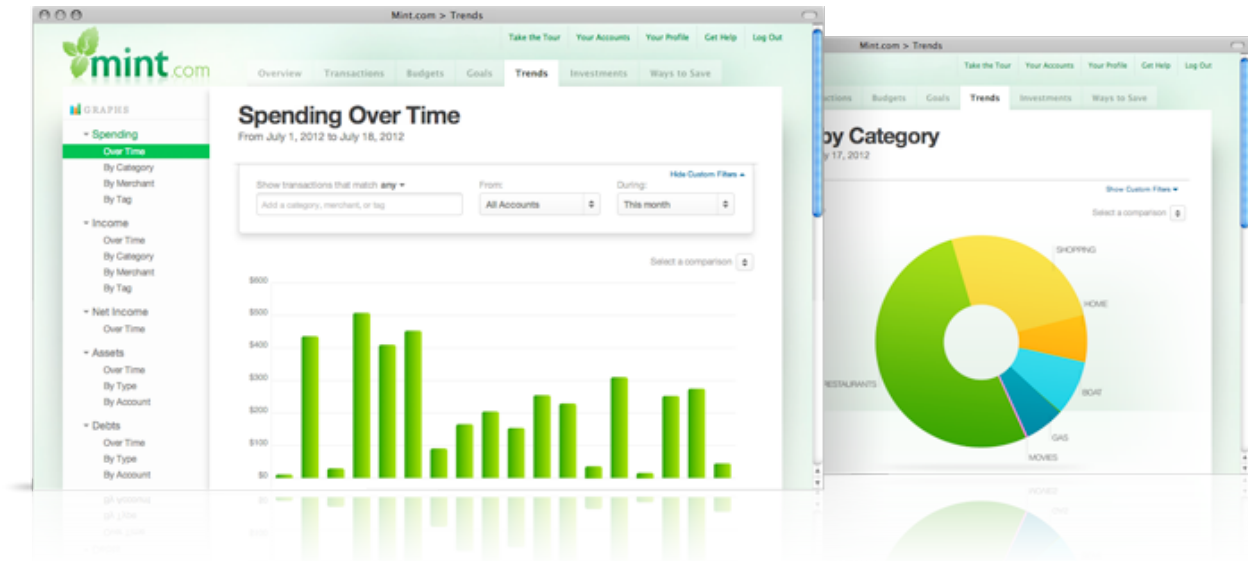 Mint.com > Trends
Take the Tour Your Accounts Your Profile Get Help Log Out
mint.com
Overview Transactions Budgets Goals Trends Investments Ways to Save
GRAPHS
Spending
Over Time
By Category
By Merchant
By Tag
Income
Over Time
By Category
By Merchant
By Tag
Net Income
Over Time
Assets
Over Time
By Type
By Account
Debts
Over Time
By Type
By Account
Spending Over Time
From July 1, 2012 to July 18, 2012
Hide Custom Filters
Show transactions that match any
From:
During:
Add a category, merchant, or tag
All Accounts
This month
Select a comparison
$600
$500
$400
$300
$200
$100
$0
Mint.com > Trends
Take the Tour Your Accounts Your Profile Get Help Log Out
ctions Budgets Goals Trends Investments Ways to Save
by Category
y 17, 2012
Show Custom Filters
Select a comparison
SHOPPING
HOME
RESTAURANTS
BOAT
GAS
MOVIES